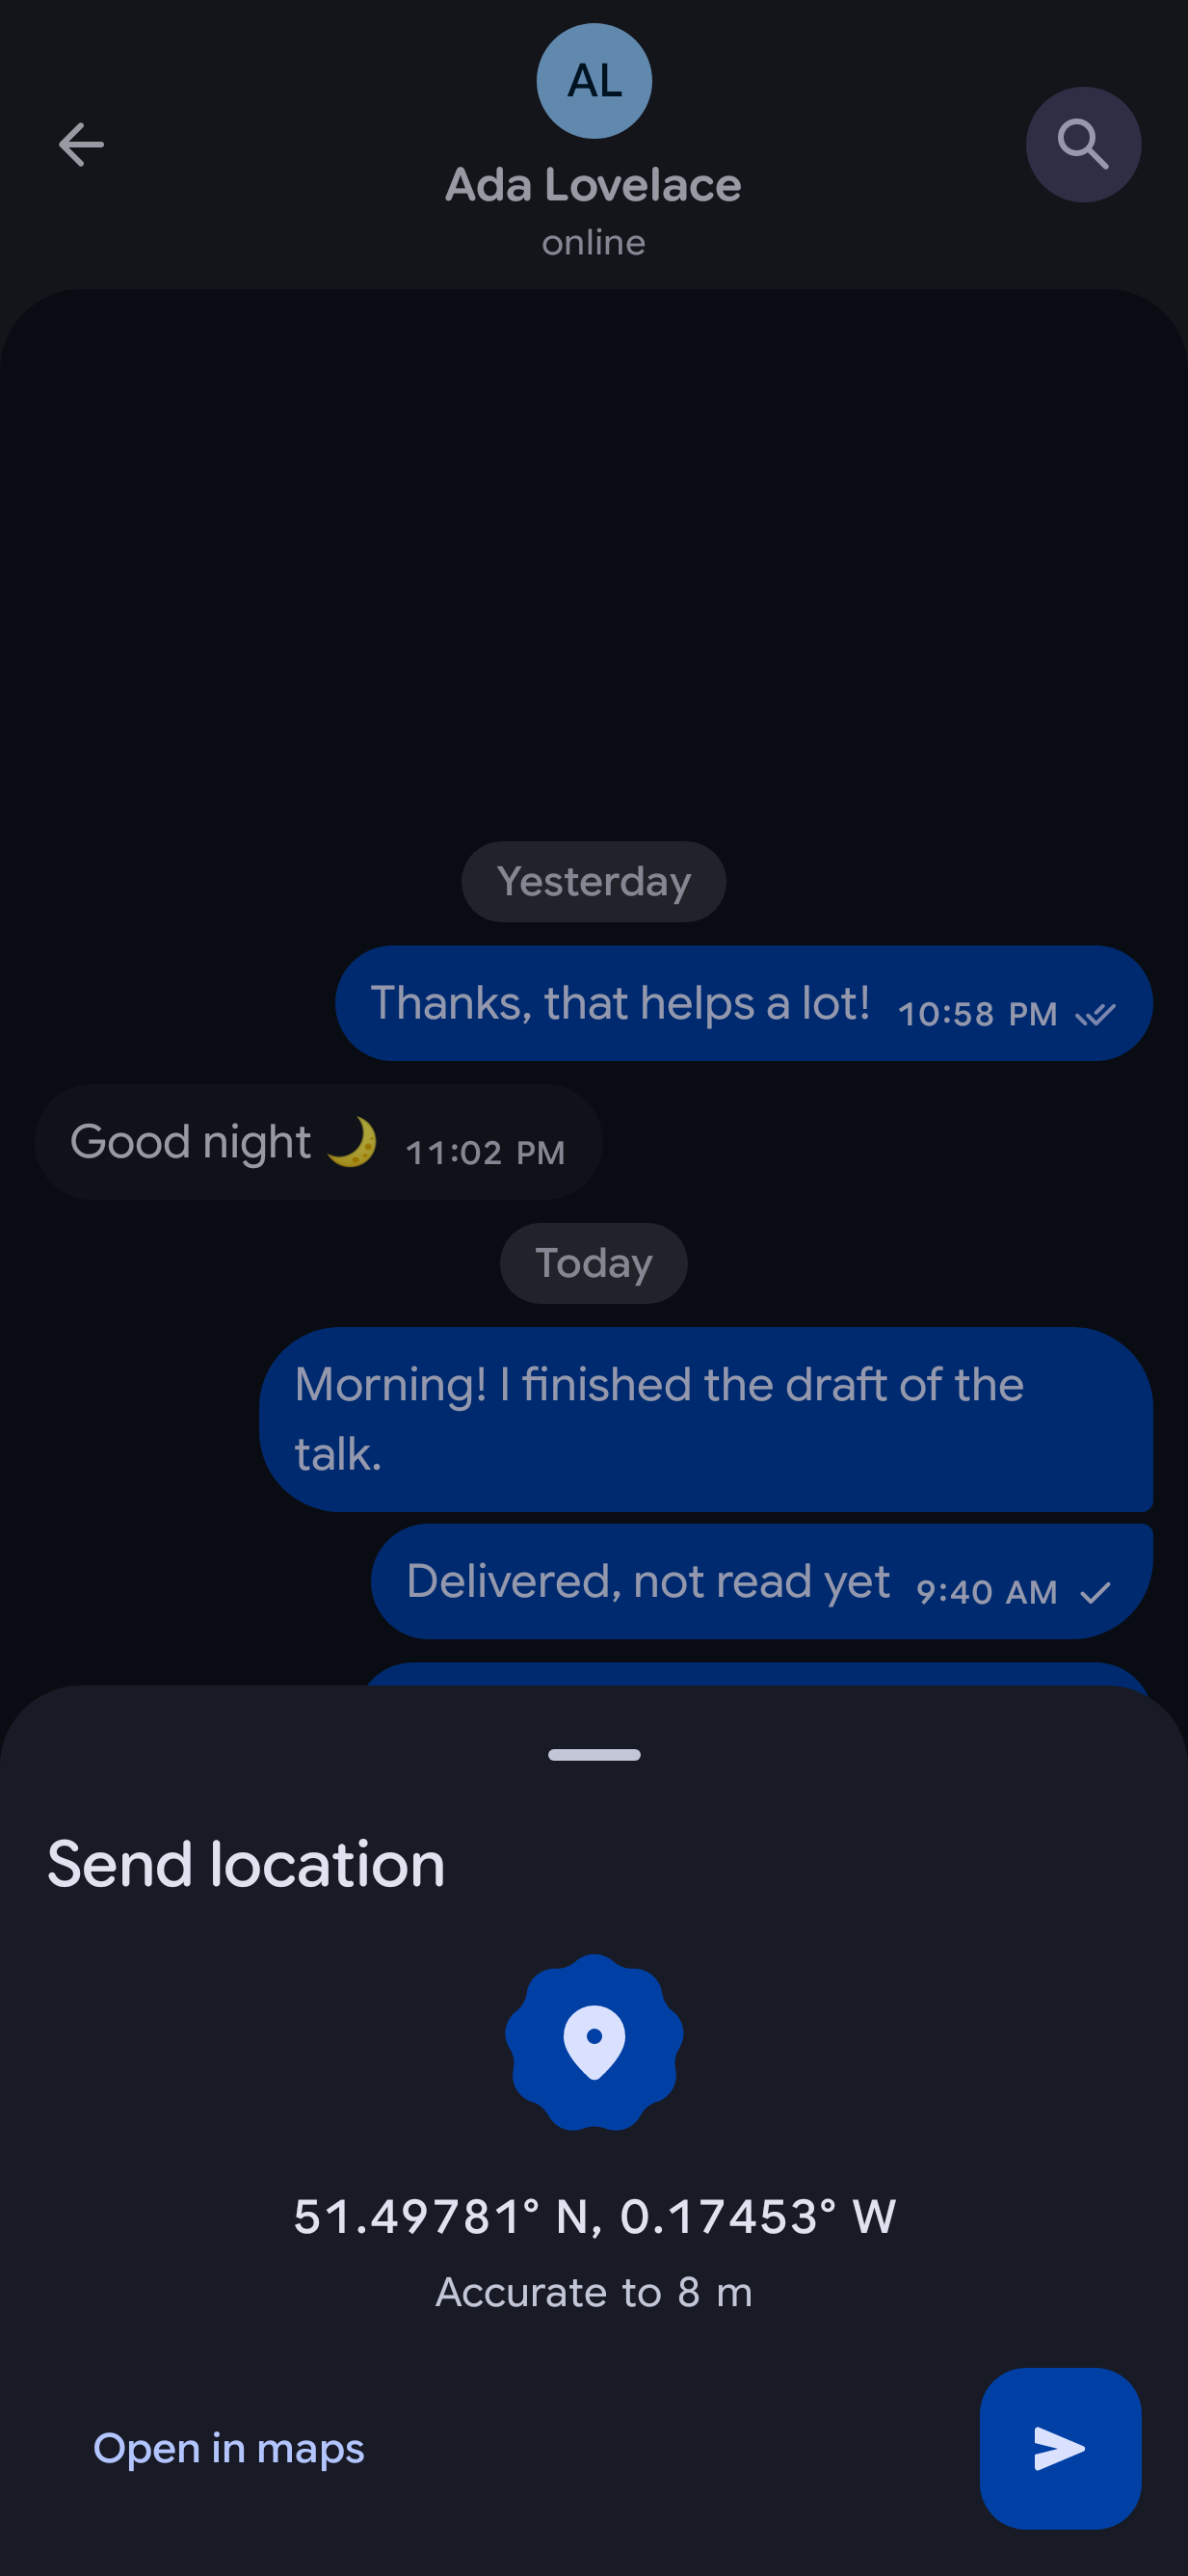 AL
Ada Lovelace
online
Yesterday
Thanks, that helps a lot! 10:58 PM
Good night 🌙 11:02 PM
Today
Morning! I finished the draft of the
talk.
Delivered, not read yet 9:40 AM
Send location
51.49781° N, 0.17453° W
Accurate to 8 m
Open in maps